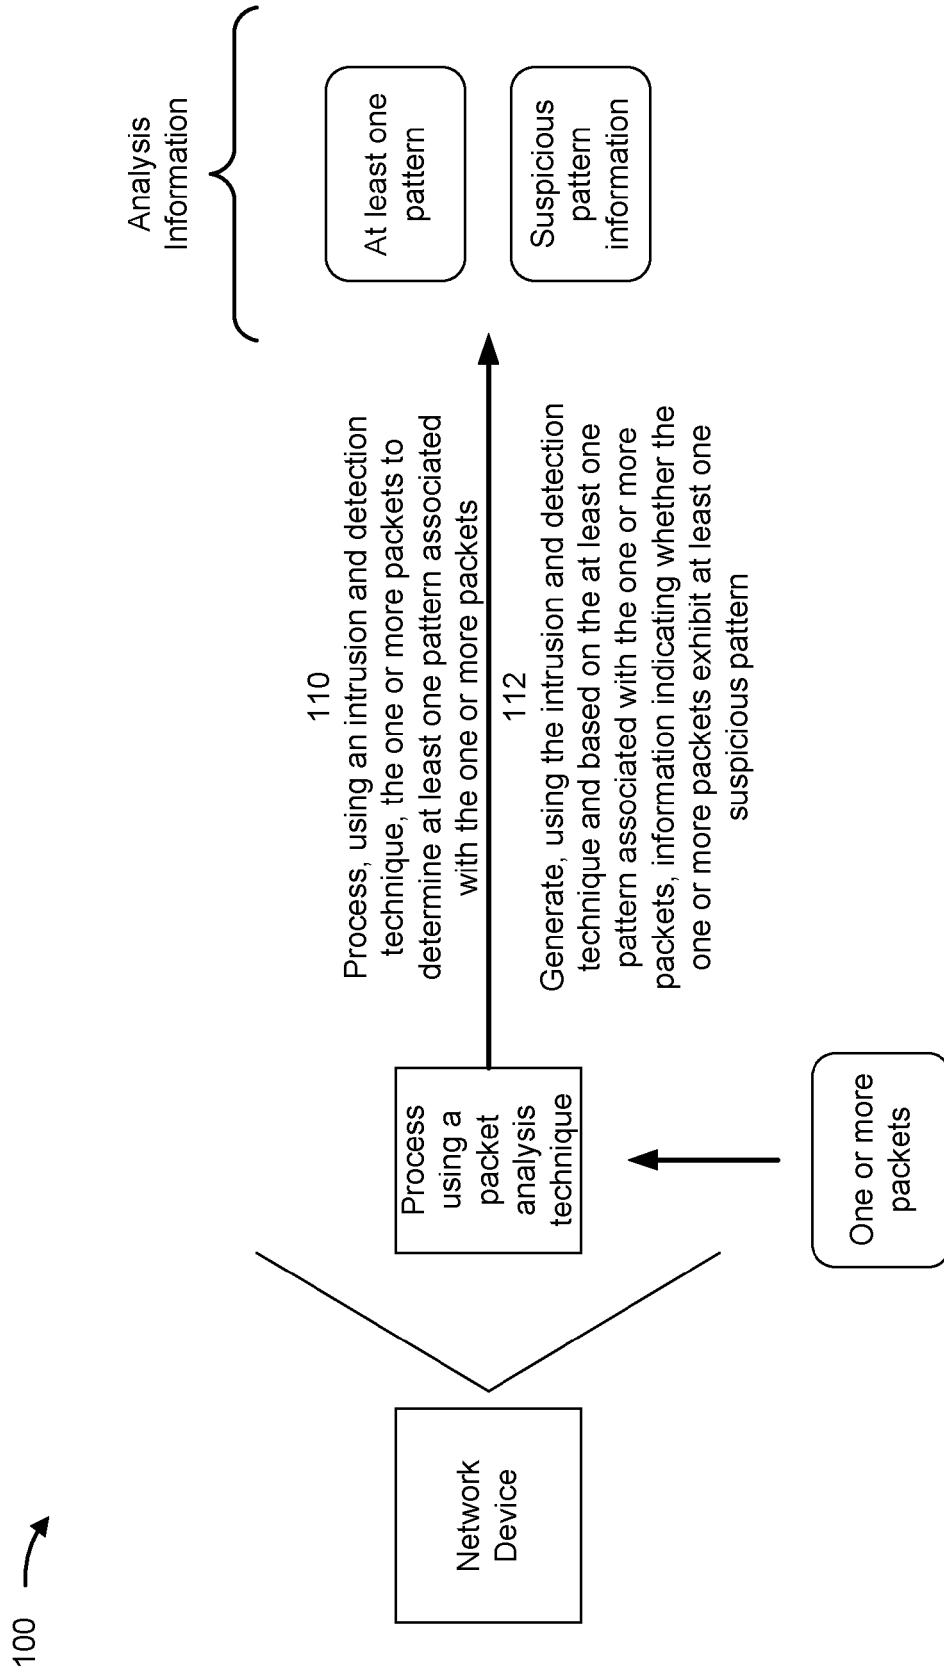 100
Network
Device
Process
using a
packet
analysis
technique
One or more
packets
110
Process, using an intrusion and detection
technique, the one or more packets to
determine at least one pattern associated
with the one or more packets
112
Generate, using the intrusion and detection
technique and based on the at least one
pattern associated with the one or more
packets, information indicating whether the
one or more packets exhibit at least one
suspicious pattern
Analysis
Information
At least one
pattern
Suspicious
pattern
information